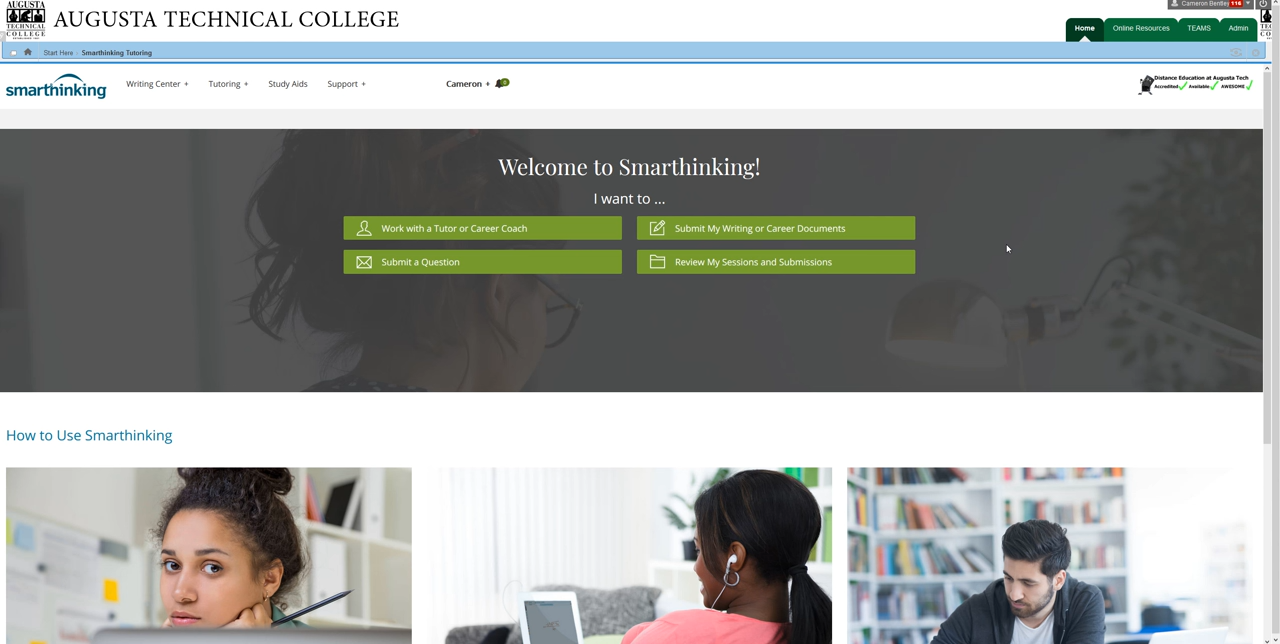 AUGUSTA
TECHNICAL
COLLEGE
AUGUSTA TECHNICAL COLLEGE
Cameron Bentley 116
Home Online Resources TEAMS Admin
Start Here Smarthinking Tutoring
smarthinking
Writing Center + Tutoring + Study Aids Support + Cameron + 0
Distance Education at Augusta Tech
Accredited Available AWESOME
Welcome to Smarthinking!
I want to ...
Work with a Tutor or Career Coach Submit My Writing or Career Documents
Submit a Question Review My Sessions and Submissions
How to Use Smarthinking